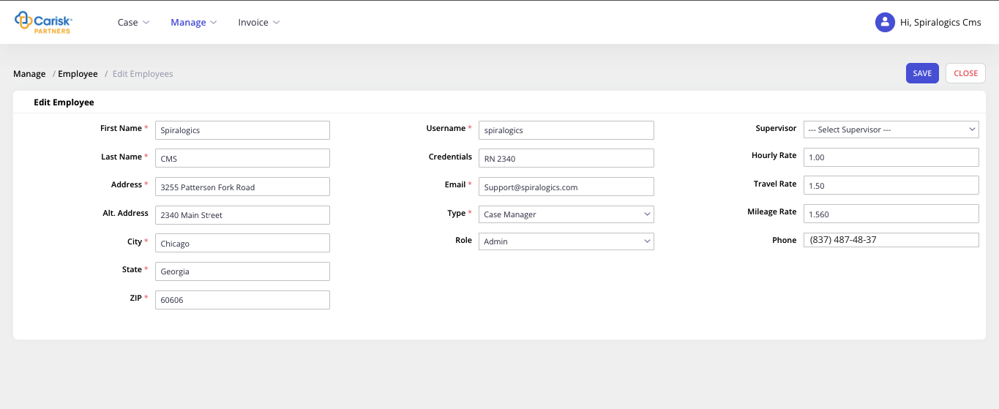 Carisk
PARTNERS
Case Manage Invoice Hi, Spiralogics Cms
Manage / Employee / Edit Employees SAVE CLOSE
Edit Employee
First Name * Spiralogics
Last Name * CMS
Address * 3255 Patterson Fork Road
Alt. Address 2340 Main Street
City * Chicago
State * Georgia
ZIP * 60606
Username * spiralogics
Credentials RN 2340
Email * Support@spiralogics.com
Type * Case Manager
Role Admin
Supervisor --- Select Supervisor ---
Hourly Rate 1.00
Travel Rate 1.50
Mileage Rate 1.560
Phone (837) 487-48-37